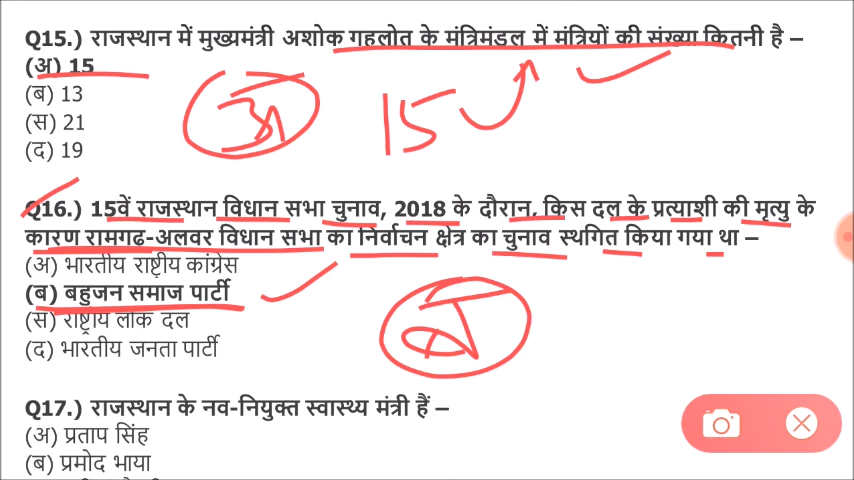 Q15.) राजस्थान में मुख्यमंत्री अशोक गहलोत के मंत्रिमंडल में मंत्रियों की संख्या कितनी है –
(अ) 15
(ब) 13
(स) 21
(द) 19
अ 15
Q16.) 15वें राजस्थान विधान सभा चुनाव, 2018 के दौरान, किस दल के प्रत्याशी की मृत्यु के
कारण रामगढ-अलवर विधान सभा का निर्वाचन क्षेत्र का चुनाव स्थगित किया गया था –
(अ) भारतीय राष्ट्रीय कांग्रेस
(ब) बहुजन समाज पार्टी
(स) राष्ट्रीय लोक दल
ब
(द) भारतीय जनता पार्टी
Q17.) राजस्थान के नव-नियुक्त स्वास्थ्य मंत्री हैं –
(अ) प्रताप सिंह
(ब) प्रमोद भाया